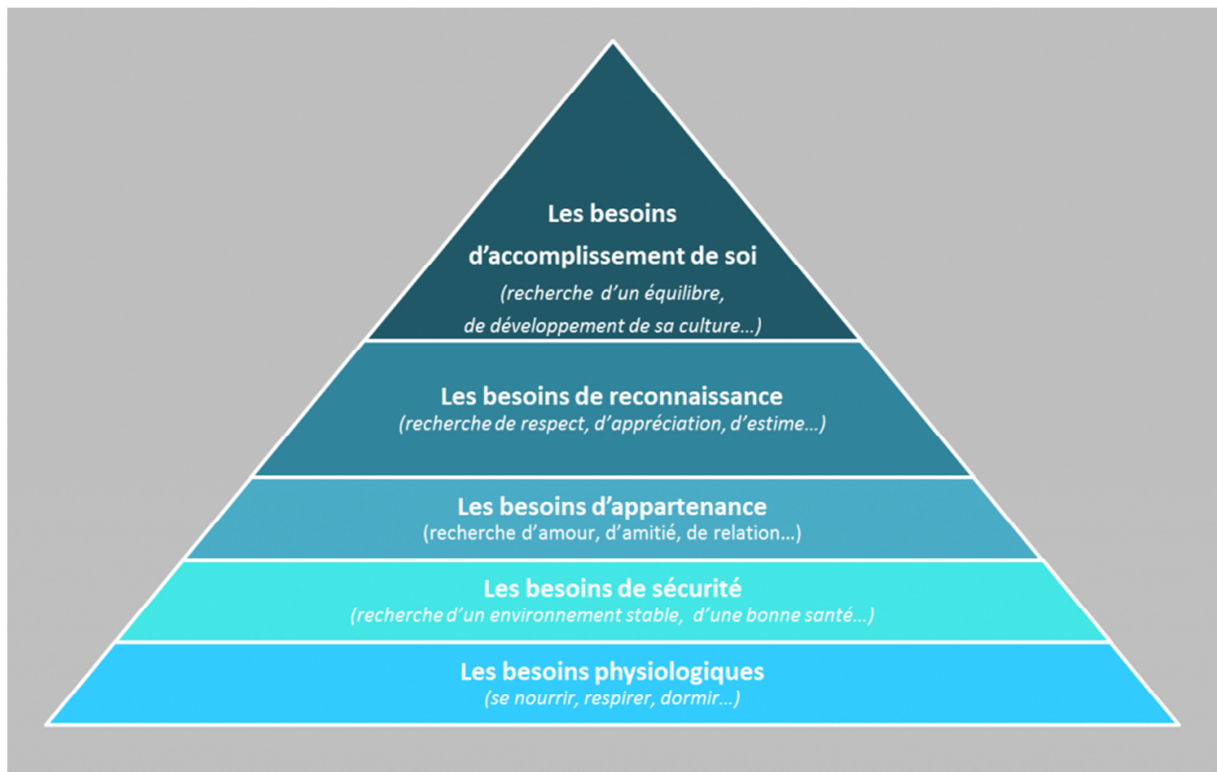 Les besoins
d’accomplissement de soi
(recherche d’un équilibre,
de développement de sa culture…)
Les besoins de reconnaissance
(recherche de respect, d’appréciation, d’estime…)
Les besoins d’appartenance
(recherche d’amour, d’amitié, de relation…)
Les besoins de sécurité
(recherche d’un environnement stable, d’une bonne santé…)
Les besoins physiologiques
(se nourrir, respirer, dormir…)